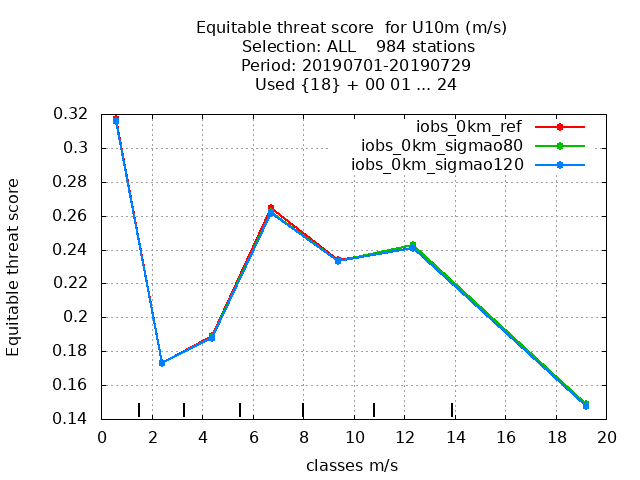 Equitable threat score  for U10m (m/s)
Selection: ALL    984 stations
Period: 20190701-20190729
Used {18} + 00 01 ... 24
iobs_0km_ref
iobs_0km_sigmao80
iobs_0km_sigmao120
Equitable threat score
0.32
0.3
0.28
0.26
0.24
0.22
0.2
0.18
0.16
0.14
0 2 4 6 8 10 12 14 16 18 20
classes m/s